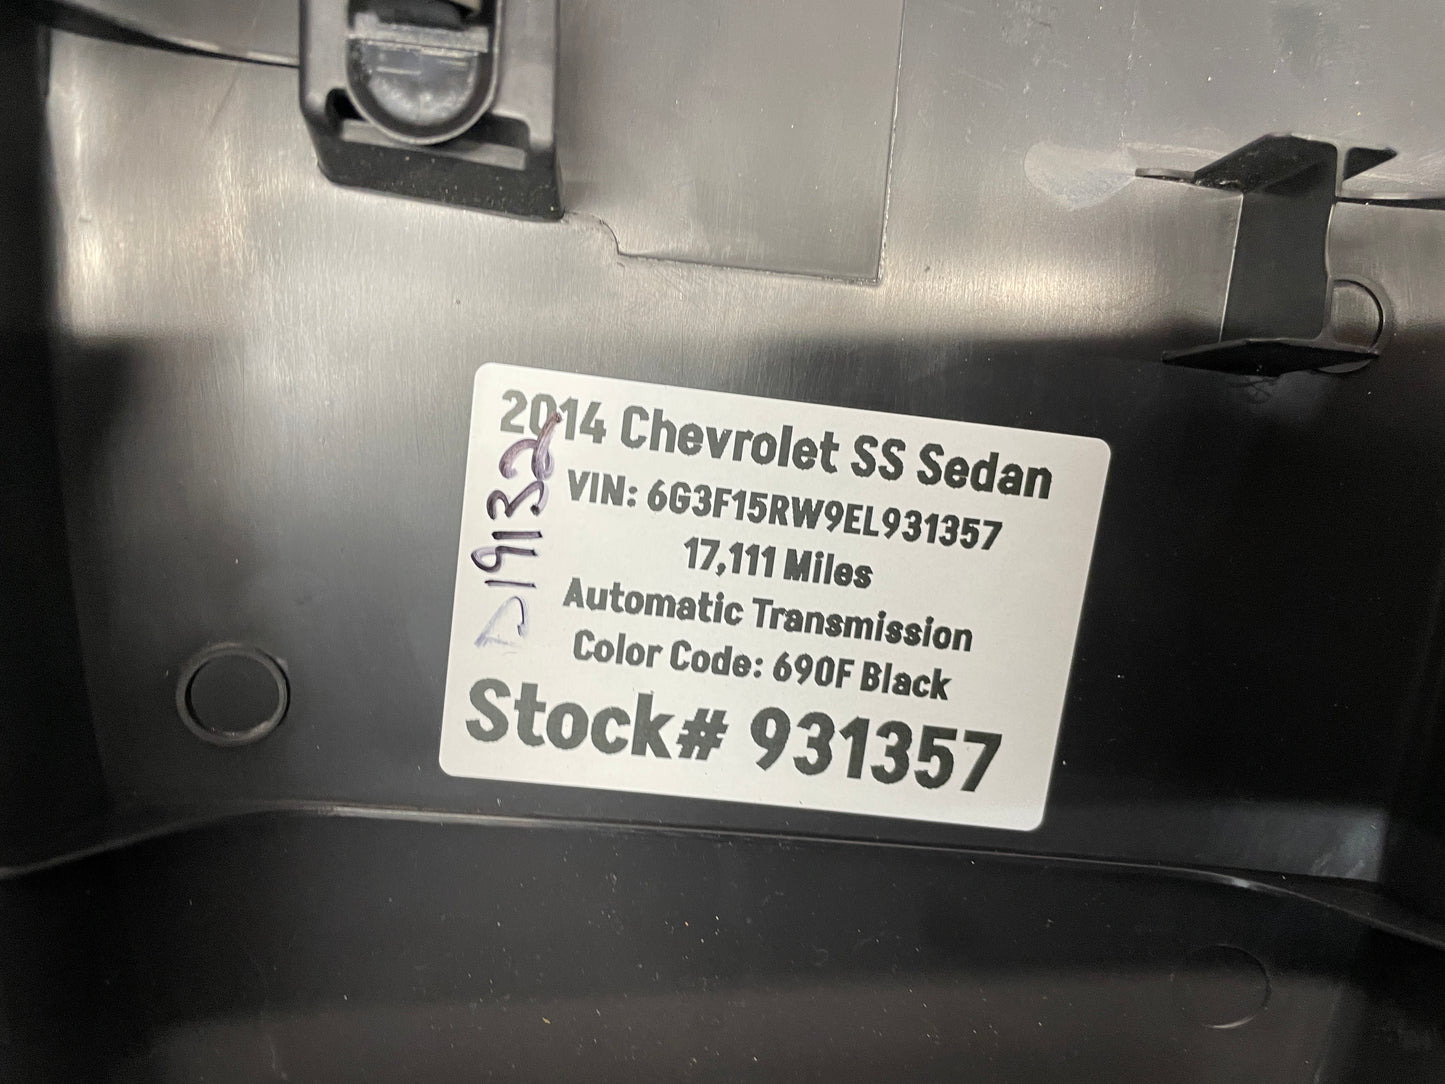 2014 Chevrolet SS Sedan
VIN: 6G3F15RW9EL931357
17,111 Miles
Automatic Transmission
Color Code: 690F Black
Stock# 931357
D19132